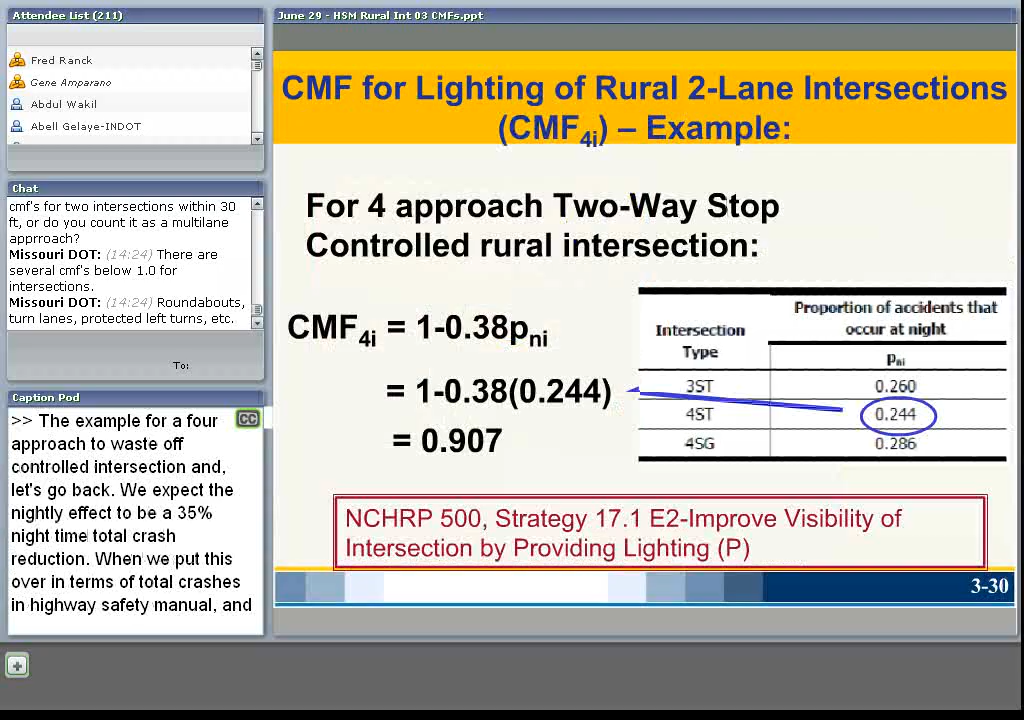 Attendee List (211)
Fred Ranck
Gene Amparano
Abdul Wakil
Abell Gelaye-INDOT
Chat
cmf's for two intersections within 30
ft, or do you count it as a multilane
apprroach?
Missouri DOT: (14:24) There are
several cmf's below 1.0 for
intersections.
Missouri DOT: (14:24) Roundabouts,
turn lanes, protected left turns, etc.
To:
Caption Pod
>> The example for a four
approach to waste off
controlled intersection and,
let's go back. We expect the
nightly effect to be a 35%
night time total crash
reduction. When we put this
over in terms of total crashes
in highway safety manual, and
CC
June 29 - HSM Rural Int 03 CMFs.ppt
CMF for Lighting of Rural 2-Lane Intersections
(CMF4i) – Example:
For 4 approach Two-Way Stop
Controlled rural intersection:
CMF4i = 1-0.38pni
= 1-0.38(0.244)
= 0.907
Intersection Type
Proportion of accidents that
occur at night
pni
3ST 0.260
4ST 0.244
4SG 0.286
NCHRP 500, Strategy 17.1 E2-Improve Visibility of
Intersection by Providing Lighting (P)
3-30